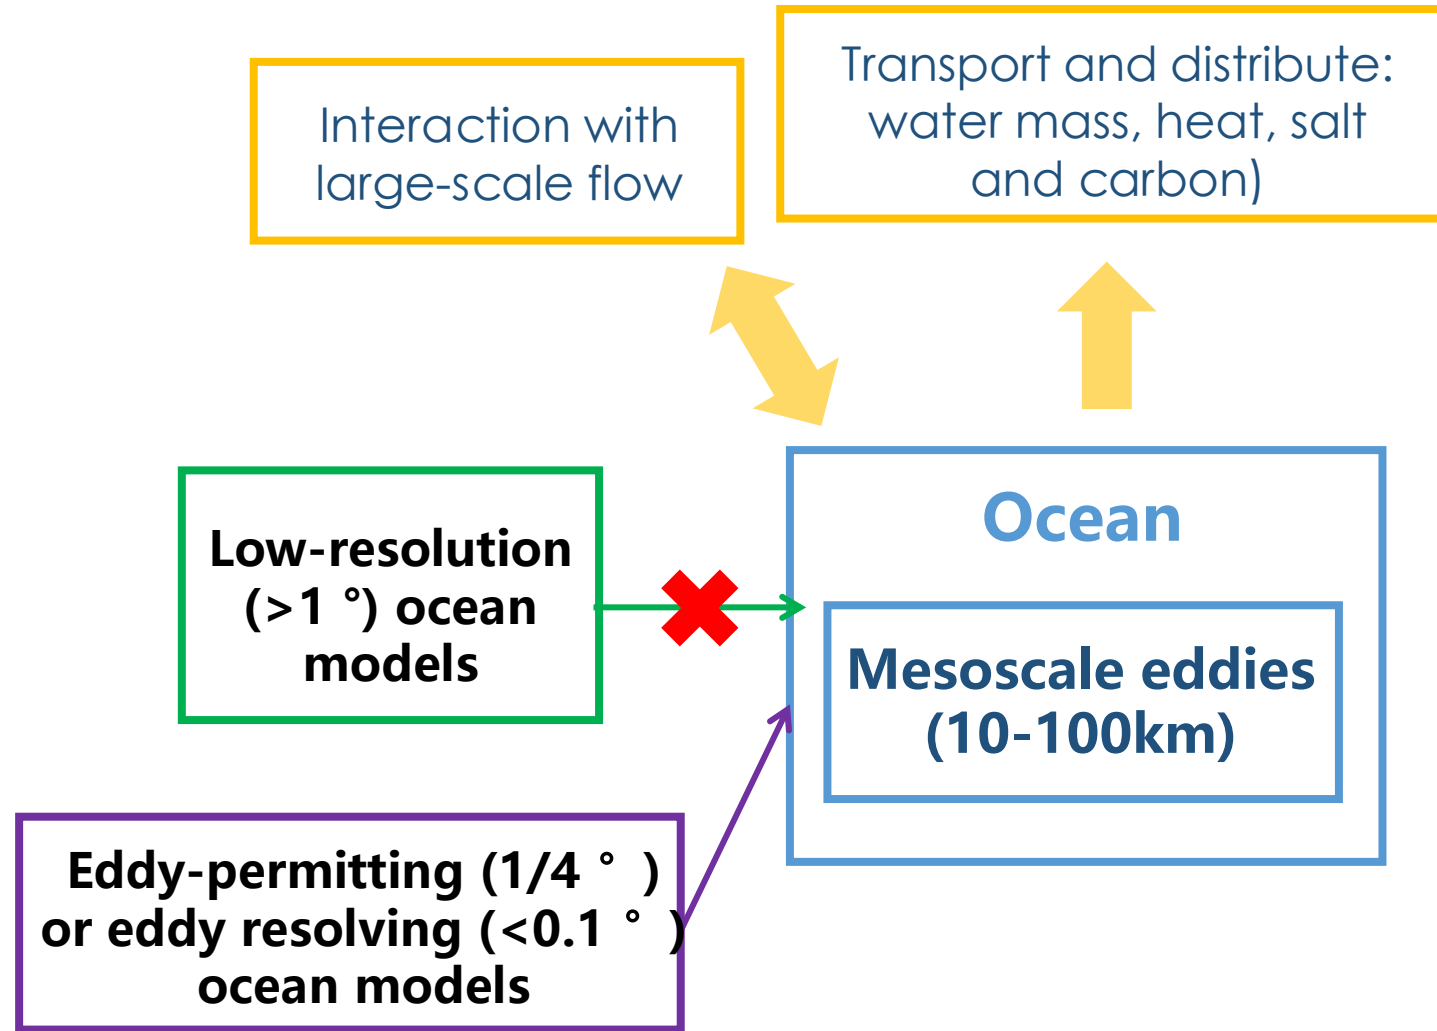 Interaction with
large-scale flow
Transport and distribute:
water mass, heat, salt
and carbon)
Low-resolution
(>1 °) ocean
models
Ocean
Mesoscale eddies
(10-100km)
Eddy-permitting (1/4 ° )
or eddy resolving (<0.1 ° )
ocean models